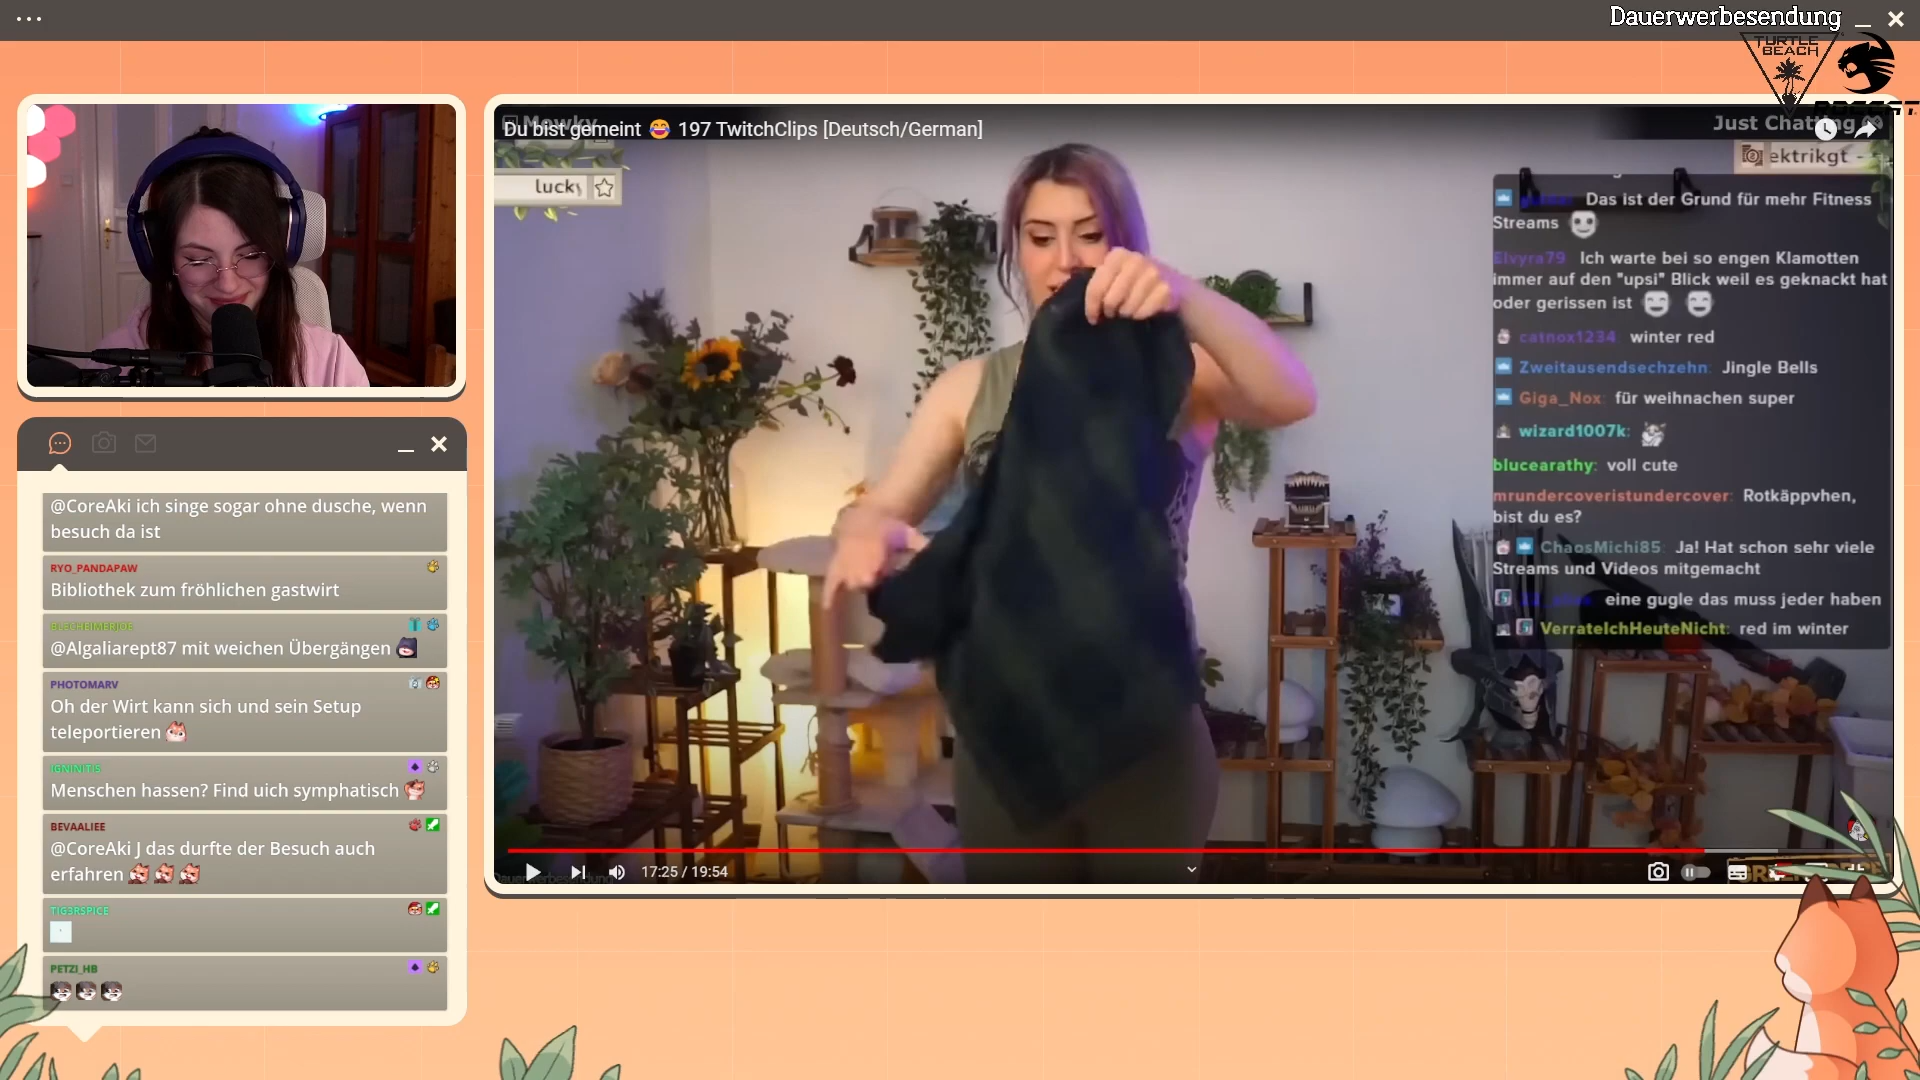 Dauerwerbesendung
TURTLE
BEACH
Du bist gemeint 😂 197 TwitchClips [Deutsch/German]
Just Chatting
ektrikgt -
lucky
Das ist der Grund für mehr Fitness
Streams
Elvyra79 Ich warte bei so engen Klamotten
immer auf den "upsi" Blick weil es geknackt hat
oder gerissen ist
catnox1234 winter red
Zweitausendsechzehn: Jingle Bells
Giga_Nox: für weihnachen super
wizard1007k:
blucearathy: voll cute
mrundercoveristundercover: Rotkäppvhen,
bist du es?
ChaosMichi85: Ja! Hat schon sehr viele
Streams und Videos mitgemacht
eine gugle das muss jeder haben
VerrateIchHeuteNicht: red im winter
17:25 / 19:54
@CoreAki ich singe sogar ohne dusche, wenn
besuch da ist
RYO_PANDAPAW
Bibliothek zum fröhlichen gastwirt
BLECHEIMERJOE
@Algaliarept87 mit weichen Übergängen
PHOTOMARV
Oh der Wirt kann sich und sein Setup
teleportieren
IGNINITIS
Menschen hassen? Find uich symphatisch
BEVAALIEE
@CoreAki J das durfte der Besuch auch
erfahren
TIG3RSPICE
PETZI_HB